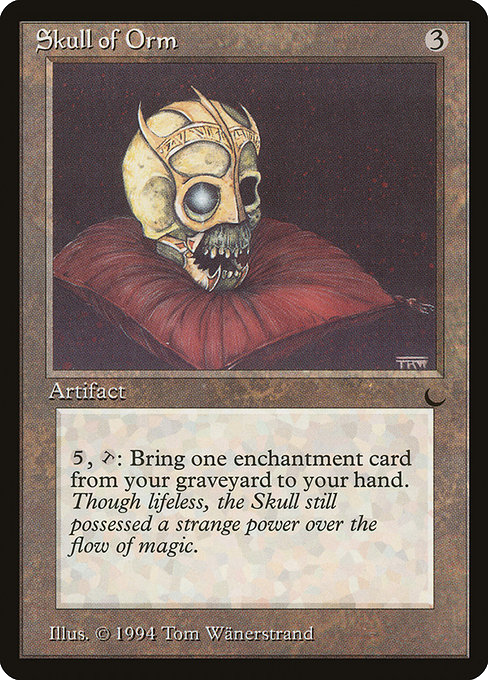 Skull of Orm 3
TRW
Artifact
5, T: Bring one enchantment card
from your graveyard to your hand.
Though lifeless, the Skull still
possessed a strange power over the
flow of magic.
Illus. © 1994 Tom Wänerstrand